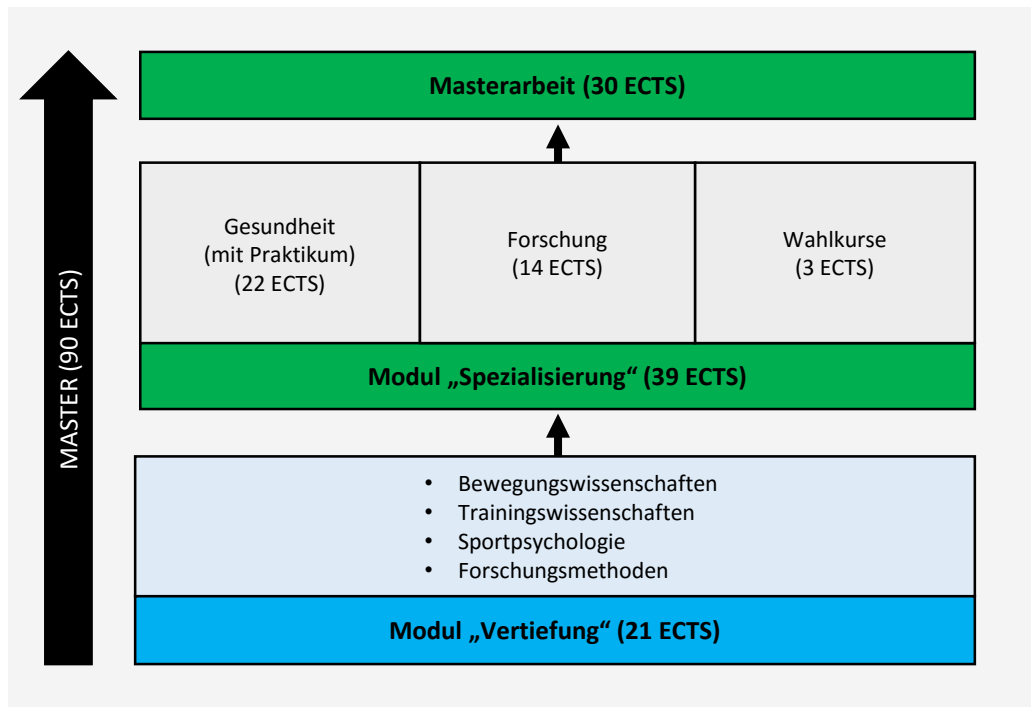 Masterarbeit (30 ECTS)
Gesundheit
(mit Praktikum)
(22 ECTS)
Forschung
(14 ECTS)
Wahlkurse
(3 ECTS)
Modul „Spezialisierung“ (39 ECTS)
• Bewegungswissenschaften
• Trainingswissenschaften
• Sportpsychologie
• Forschungsmethoden
Modul „Vertiefung“ (21 ECTS)
MASTER (90 ECTS)